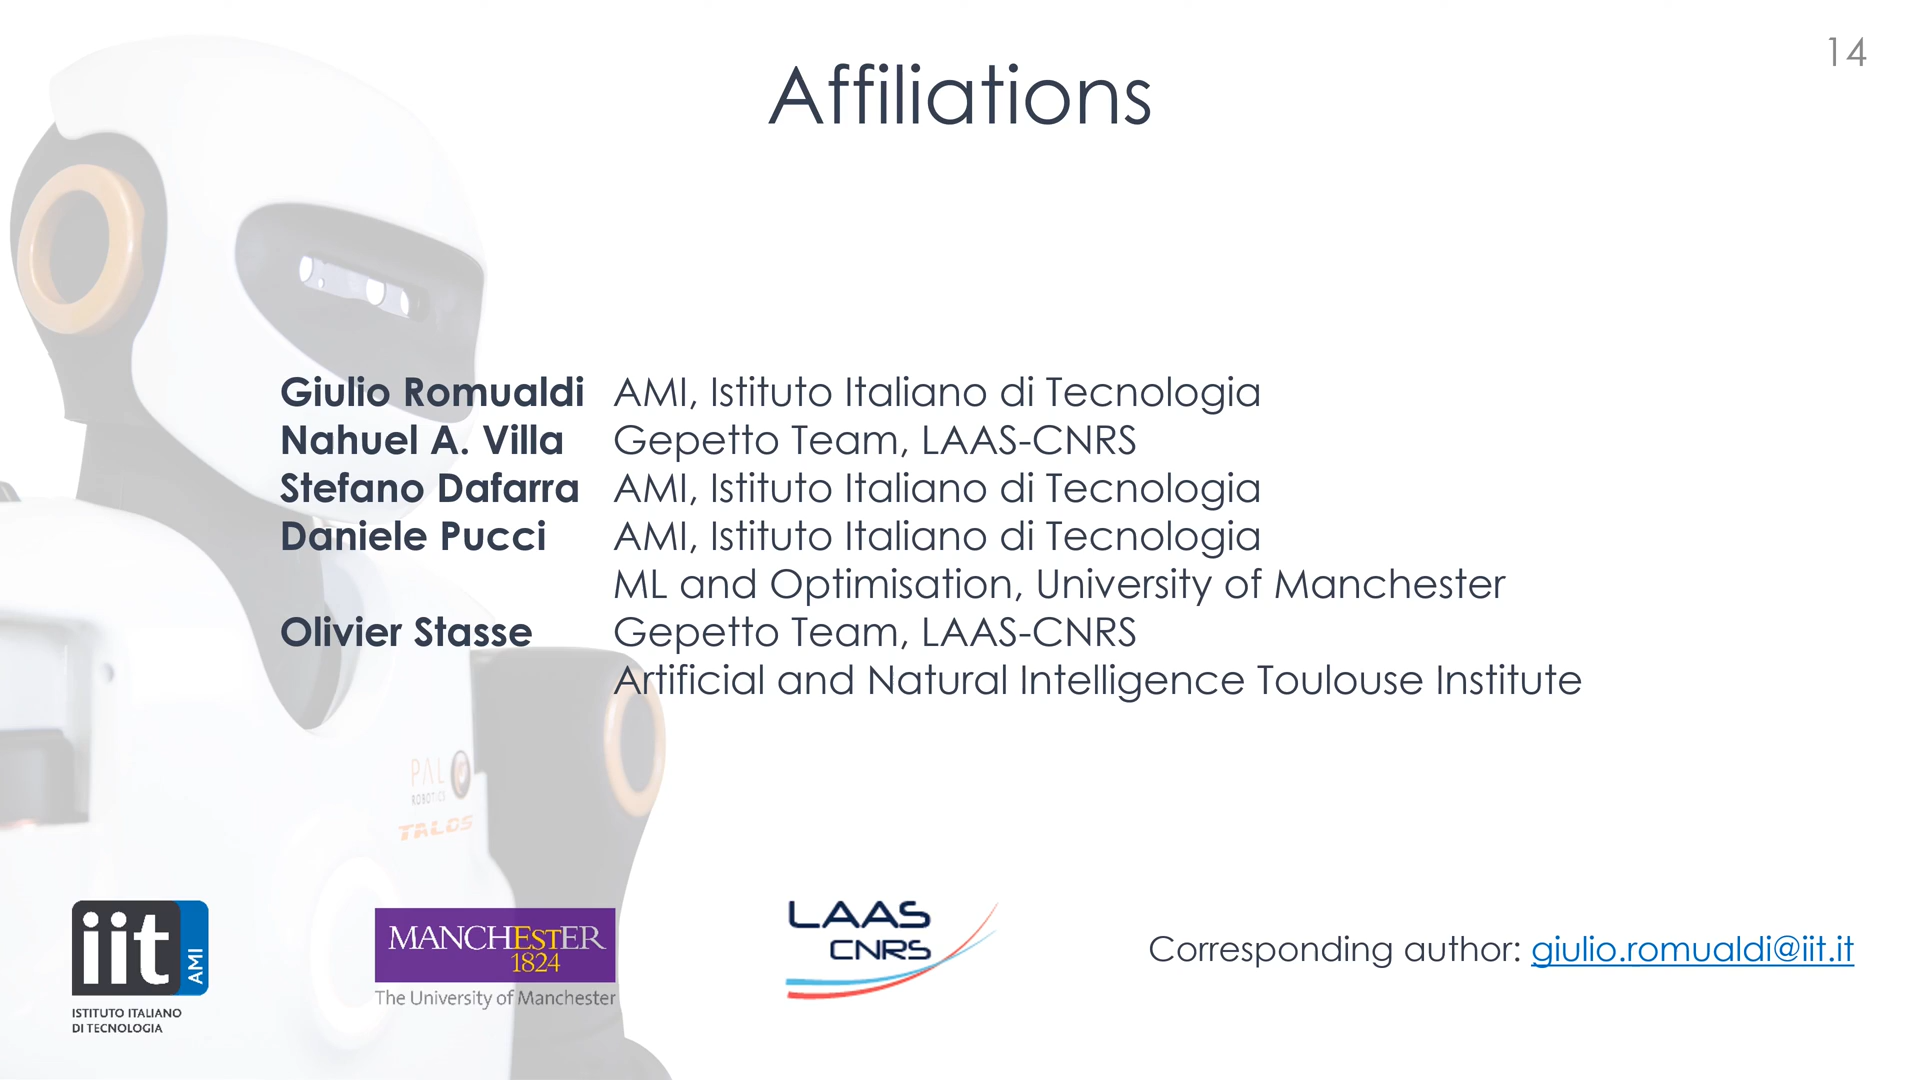 14
Affiliations
Giulio Romualdi AMI, Istituto Italiano di Tecnologia
Nahuel A. Villa Gepetto Team, LAAS-CNRS
Stefano Dafarra AMI, Istituto Italiano di Tecnologia
Daniele Pucci AMI, Istituto Italiano di Tecnologia
ML and Optimisation, University of Manchester
Olivier Stasse Gepetto Team, LAAS-CNRS
Artificial and Natural Intelligence Toulouse Institute
PAL
ROBOTICS
TALOS
iit AMI
ISTITUTO ITALIANO
DI TECNOLOGIA
MANCHEsTER
1824
The University of Manchester
LAAS
CNRS
Corresponding author: giulio.romualdi@iit.it